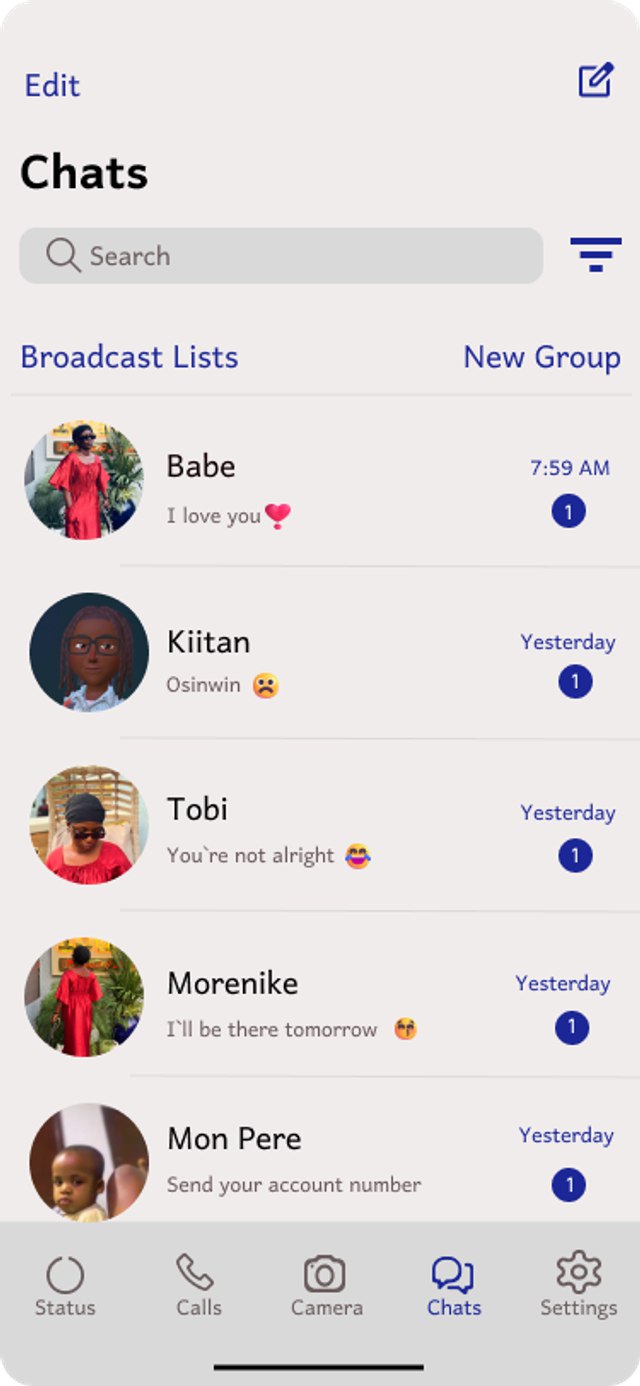 Edit
Chats
Search
Broadcast Lists New Group
Babe 7:59 AM
I love you❣️ 1
Kiitan Yesterday
Osinwin ☹️ 1
Tobi Yesterday
You`re not alright 😂 1
Morenike Yesterday
I`ll be there tomorrow 😁 1
Mon Pere Yesterday
Send your account number 1
Status Calls Camera Chats Settings